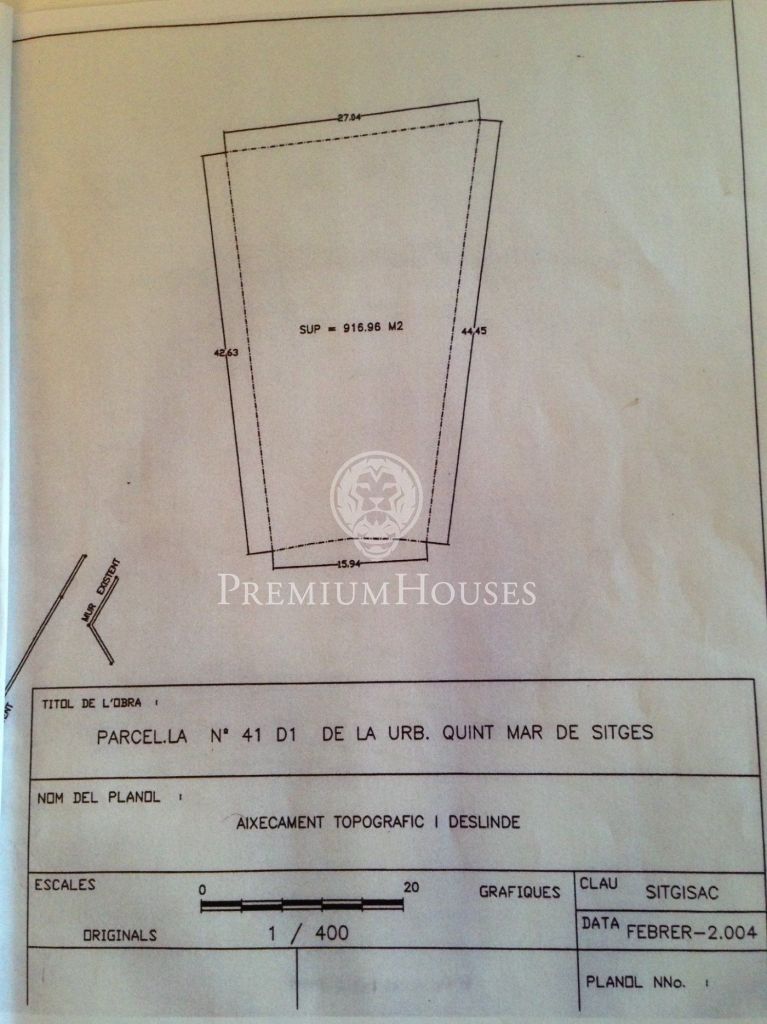 27.04
SUP = 916.96 M2
42.63
44.45
15.94
PREMIUMHOUSES
MUR EXISTENT
TITOL DE L'OBRA :
PARCEL.LA Nº 41 D1 DE LA URB. QUINT MAR DE SITGES
NOM DEL PLANOL :
AIXECAMENT TOPOGRAFIC I DESLINDE
ESCALES
0 20
GRAFIQUES
ORIGINALS 1 / 400
CLAU SITGISAC
DATA FEBRER-2.004
PLANOL NNo. :